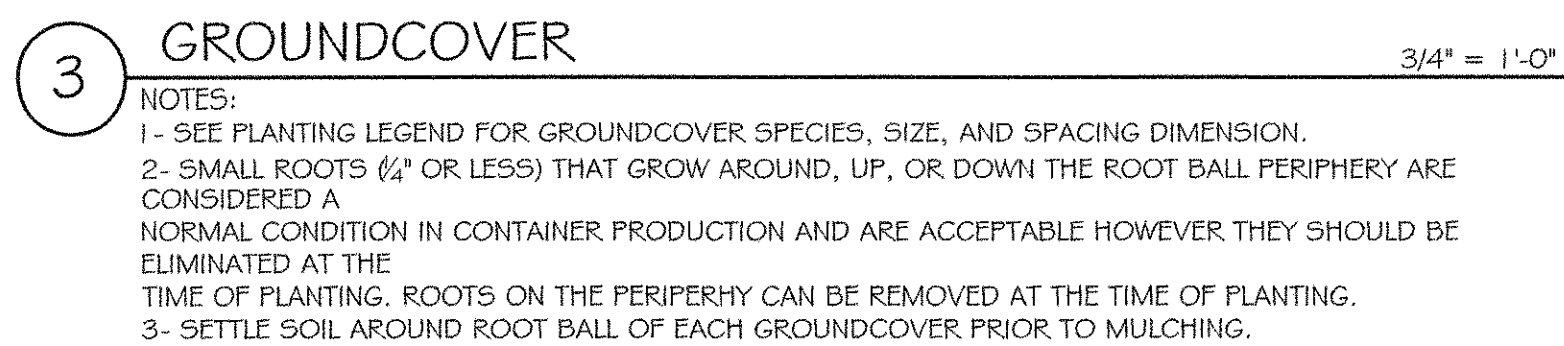 GROUNDCOVER
3
3/4" = 1'-0"
NOTES:
1- SEE PLANTING LEGEND FOR GROUNDCOVER SPECIES, SIZE, AND SPACING DIMENSION.
2- SMALL ROOTS (¼" OR LESS) THAT GROW AROUND, UP, OR DOWN THE ROOT BALL PERIPHERY ARE
CONSIDERED A
NORMAL CONDITION IN CONTAINER PRODUCTION AND ARE ACCEPTABLE HOWEVER THEY SHOULD BE
ELIMINATED AT THE
TIME OF PLANTING. ROOTS ON THE PERIPERHY CAN BE REMOVED AT THE TIME OF PLANTING.
3- SETTLE SOIL AROUND ROOT BALL OF EACH GROUNDCOVER PRIOR TO MULCHING.